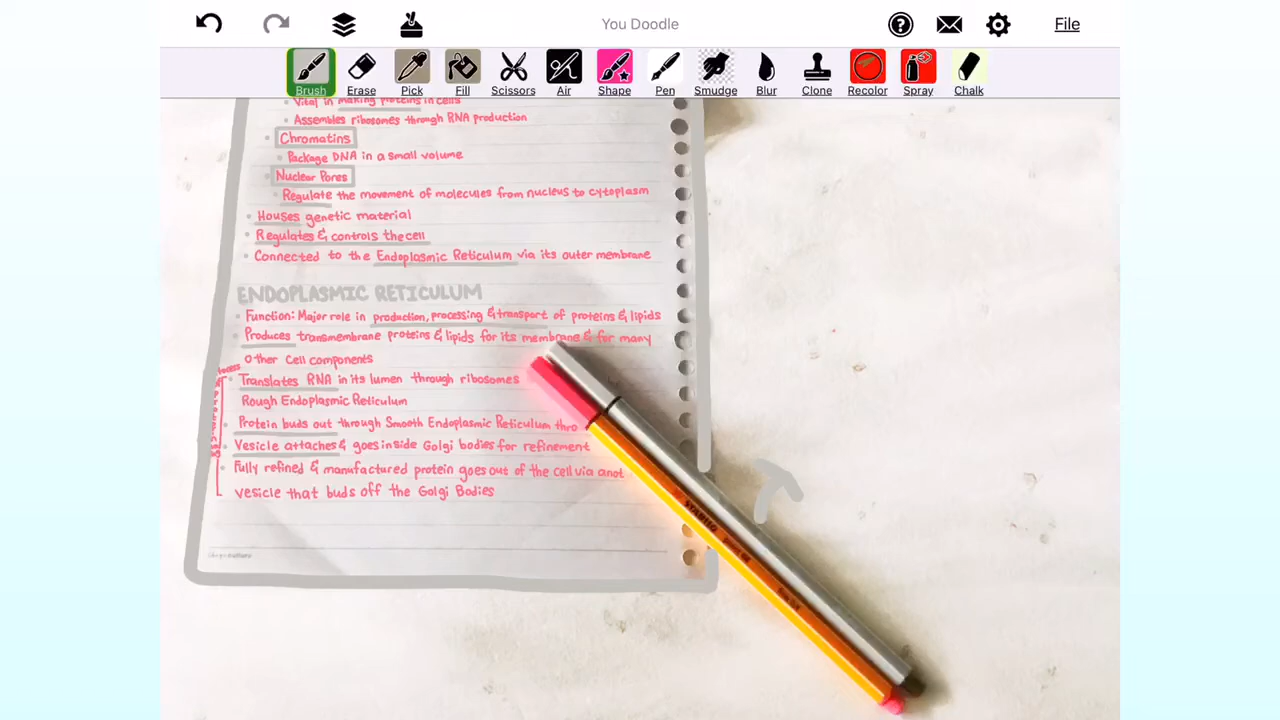 You Doodle
File
Brush Erase Pick Fill Scissors Air Shape Pen Smudge Blur Clone Recolor Spray Chalk
Vital in making proteins in cells
Assembles ribosomes through RNA production
Chromatins
Package DNA in a small volume
Nuclear Pores
Regulate the movement of molecules from nucleus to cytoplasm
Houses genetic material
Regulates & controls the cell
Connected to the Endoplasmic Reticulum via its outer membrane
ENDOPLASMIC RETICULUM
Function: Major role in production, processing & transport of proteins & lipids
Produces transmembrane proteins & lipids for its membrane & for many
other cell components
Translates RNA in its lumen through ribosomes
Rough Endoplasmic Reticulum
Protein buds out through Smooth Endoplasmic Reticulum thro
Vesicle attaches & goes inside Golgi bodies for refinement
Fully refined & manufactured protein goes out of the cell via anot
vesicle that buds off the Golgi Bodies
STABILO